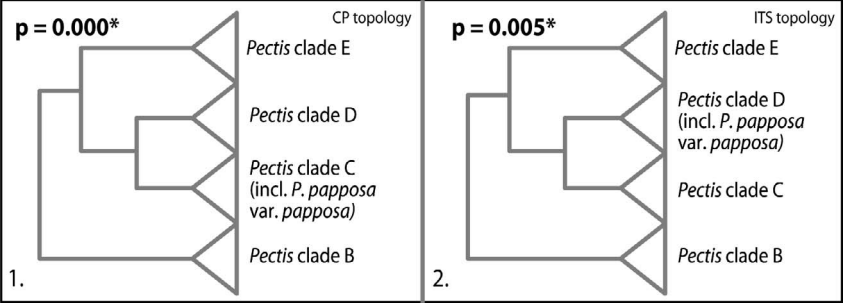 p = 0.000*
CP topology
Pectis clade E
Pectis clade D
Pectis clade C
(incl. P. papposa
var. papposa)
Pectis clade B
1.
p = 0.005*
ITS topology
Pectis clade E
Pectis clade D
(incl. P. papposa
var. papposa)
Pectis clade C
Pectis clade B
2.